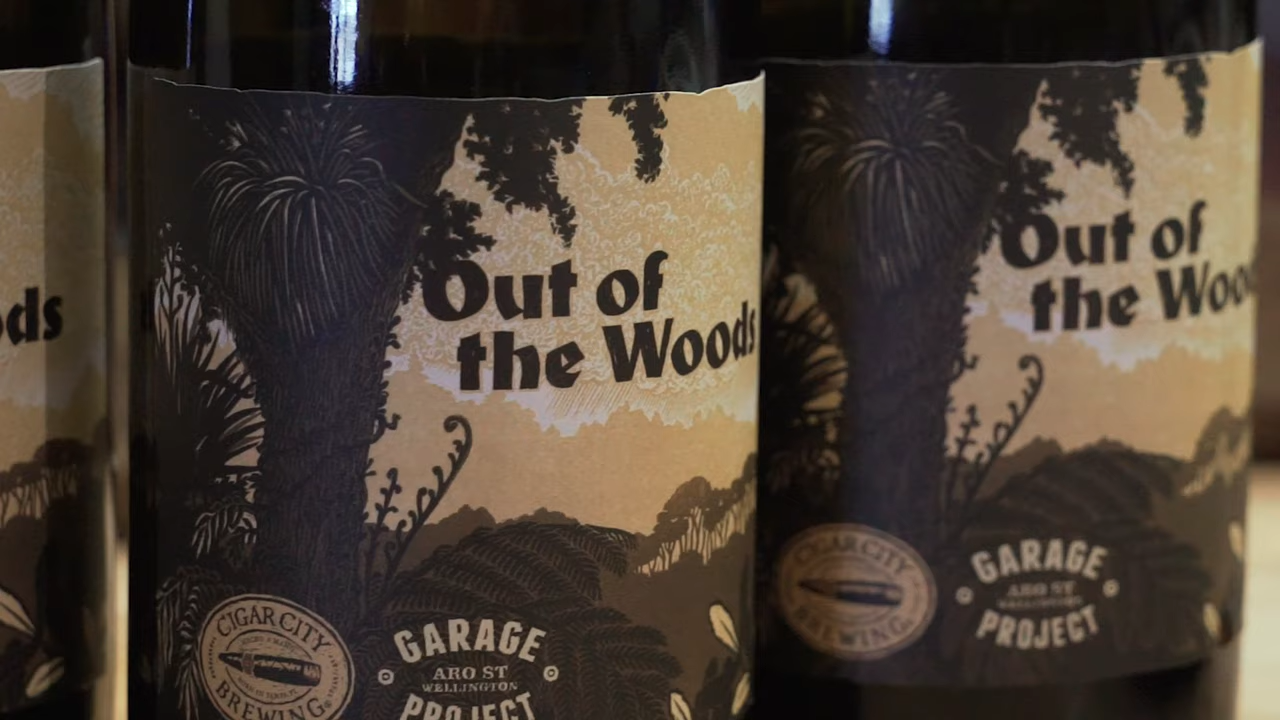 ods
Out of
the Woods
CIGAR CITY
BREWING
GARAGE
ARO ST
WELLINGTON
PROJECT
Out of
the Woo
CIGAR CITY
BREWING
GARAGE
ARO ST
WELLINGTON
PROJECT